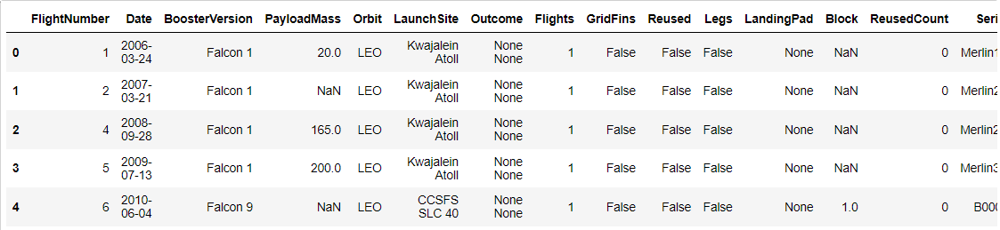 FlightNumber Date BoosterVersion PayloadMass Orbit LaunchSite Outcome Flights GridFins Reused Legs LandingPad Block ReusedCount Seri
0 1 2006-03-24 Falcon 1 20.0 LEO Kwajalein Atoll None None 1 False False False None NaN 0 Merlin1
1 2 2007-03-21 Falcon 1 NaN LEO Kwajalein Atoll None None 1 False False False None NaN 0 Merlin2
2 4 2008-09-28 Falcon 1 165.0 LEO Kwajalein Atoll None None 1 False False False None NaN 0 Merlin2
3 5 2009-07-13 Falcon 1 200.0 LEO Kwajalein Atoll None None 1 False False False None NaN 0 Merlin3
4 6 2010-06-04 Falcon 9 NaN LEO CCSFS SLC 40 None None 1 False False False None 1.0 0 B000